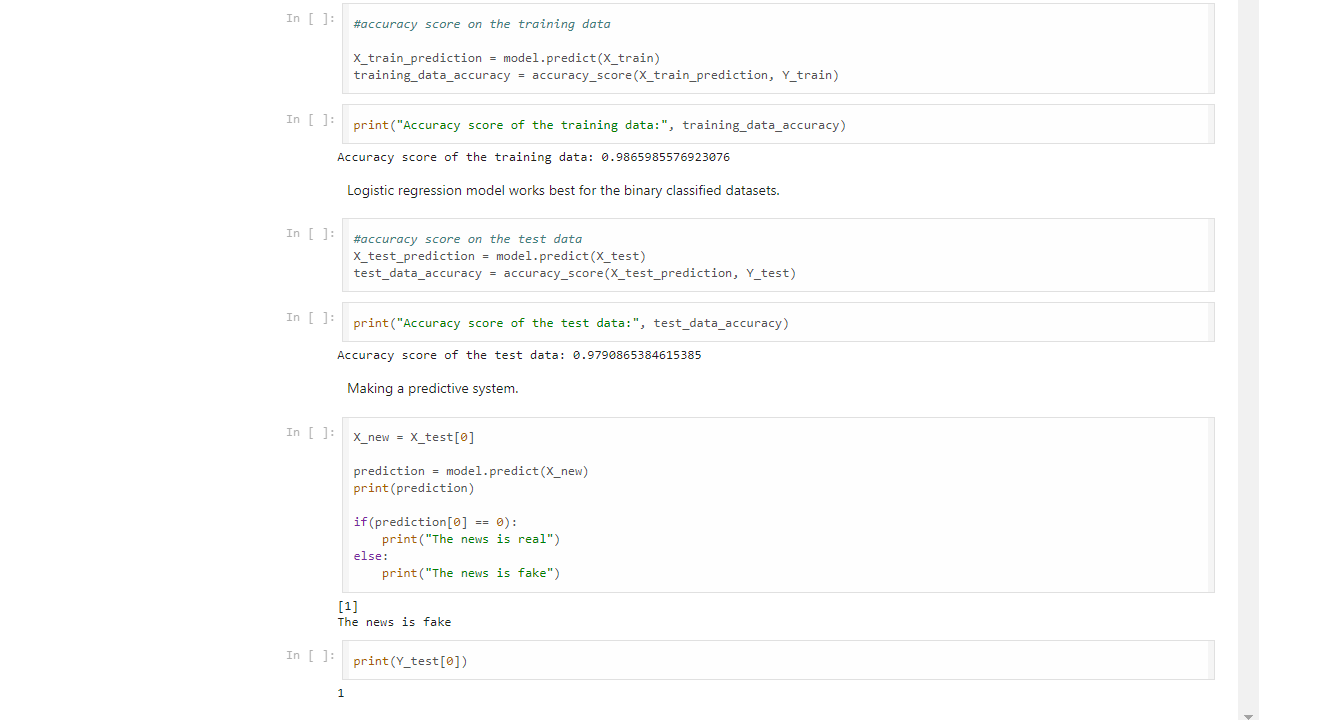 In [ ]:
#accuracy score on the training data
X_train_prediction = model.predict(X_train)
training_data_accuracy = accuracy_score(X_train_prediction, Y_train)
In [ ]:
print("Accuracy score of the training data:", training_data_accuracy)
Accuracy score of the training data: 0.9865985576923076
Logistic regression model works best for the binary classified datasets.
In [ ]:
#accuracy score on the test data
X_test_prediction = model.predict(X_test)
test_data_accuracy = accuracy_score(X_test_prediction, Y_test)
In [ ]:
print("Accuracy score of the test data:", test_data_accuracy)
Accuracy score of the test data: 0.9790865384615385
Making a predictive system.
In [ ]:
X_new = X_test[0]
prediction = model.predict(X_new)
print(prediction)
if(prediction[0] == 0):
    print("The news is real")
else:
    print("The news is fake")
[1]
The news is fake
In [ ]:
print(Y_test[0])
1